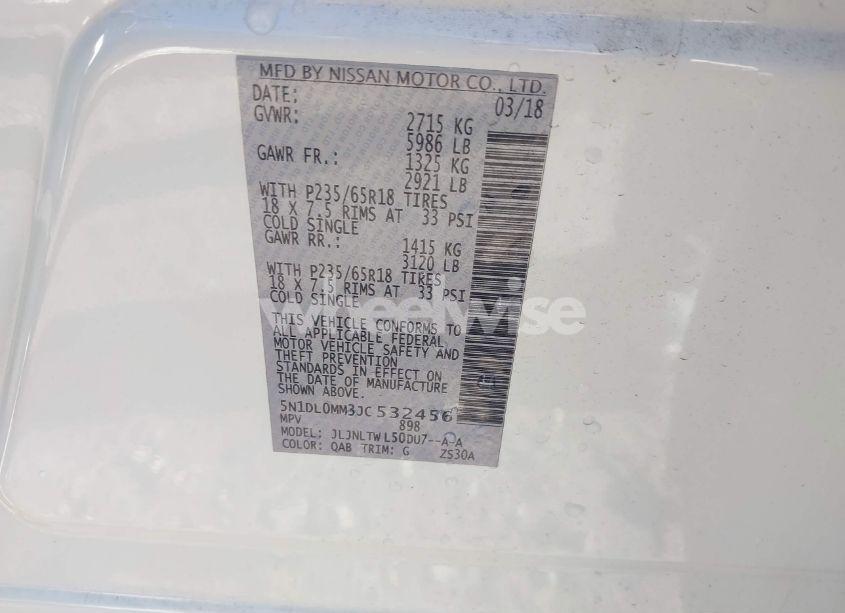 MFD BY NISSAN MOTOR CO., LTD.
DATE: 03/18
GVWR: 2715 KG
5986 LB
GAWR FR.: 1325 KG
2921 LB
WITH P235/65R18 TIRES
18 X 7.5 RIMS AT 33 PSI
COLD SINGLE
GAWR RR.: 1415 KG
3120 LB
WITH P235/65R18 TIRES
18 X 7.5 RIMS AT 33 PSI
COLD SINGLE
wheelwise
THIS VEHICLE CONFORMS TO
ALL APPLICABLE FEDERAL
MOTOR VEHICLE SAFETY AND
THEFT PREVENTION
STANDARDS IN EFFECT ON
THE DATE OF MANUFACTURE
SHOWN ABOVE.
5N1DL0MM3JC532456
MPV 898
MODEL: JLJNLTWL50DU7--A-A
COLOR: QAB TRIM: G ZS30A